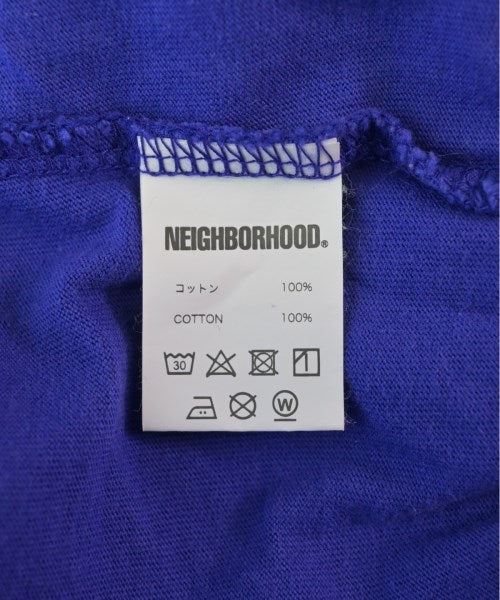 NEIGHBORHOOD®
コットン 100%
COTTON 100%
30
W